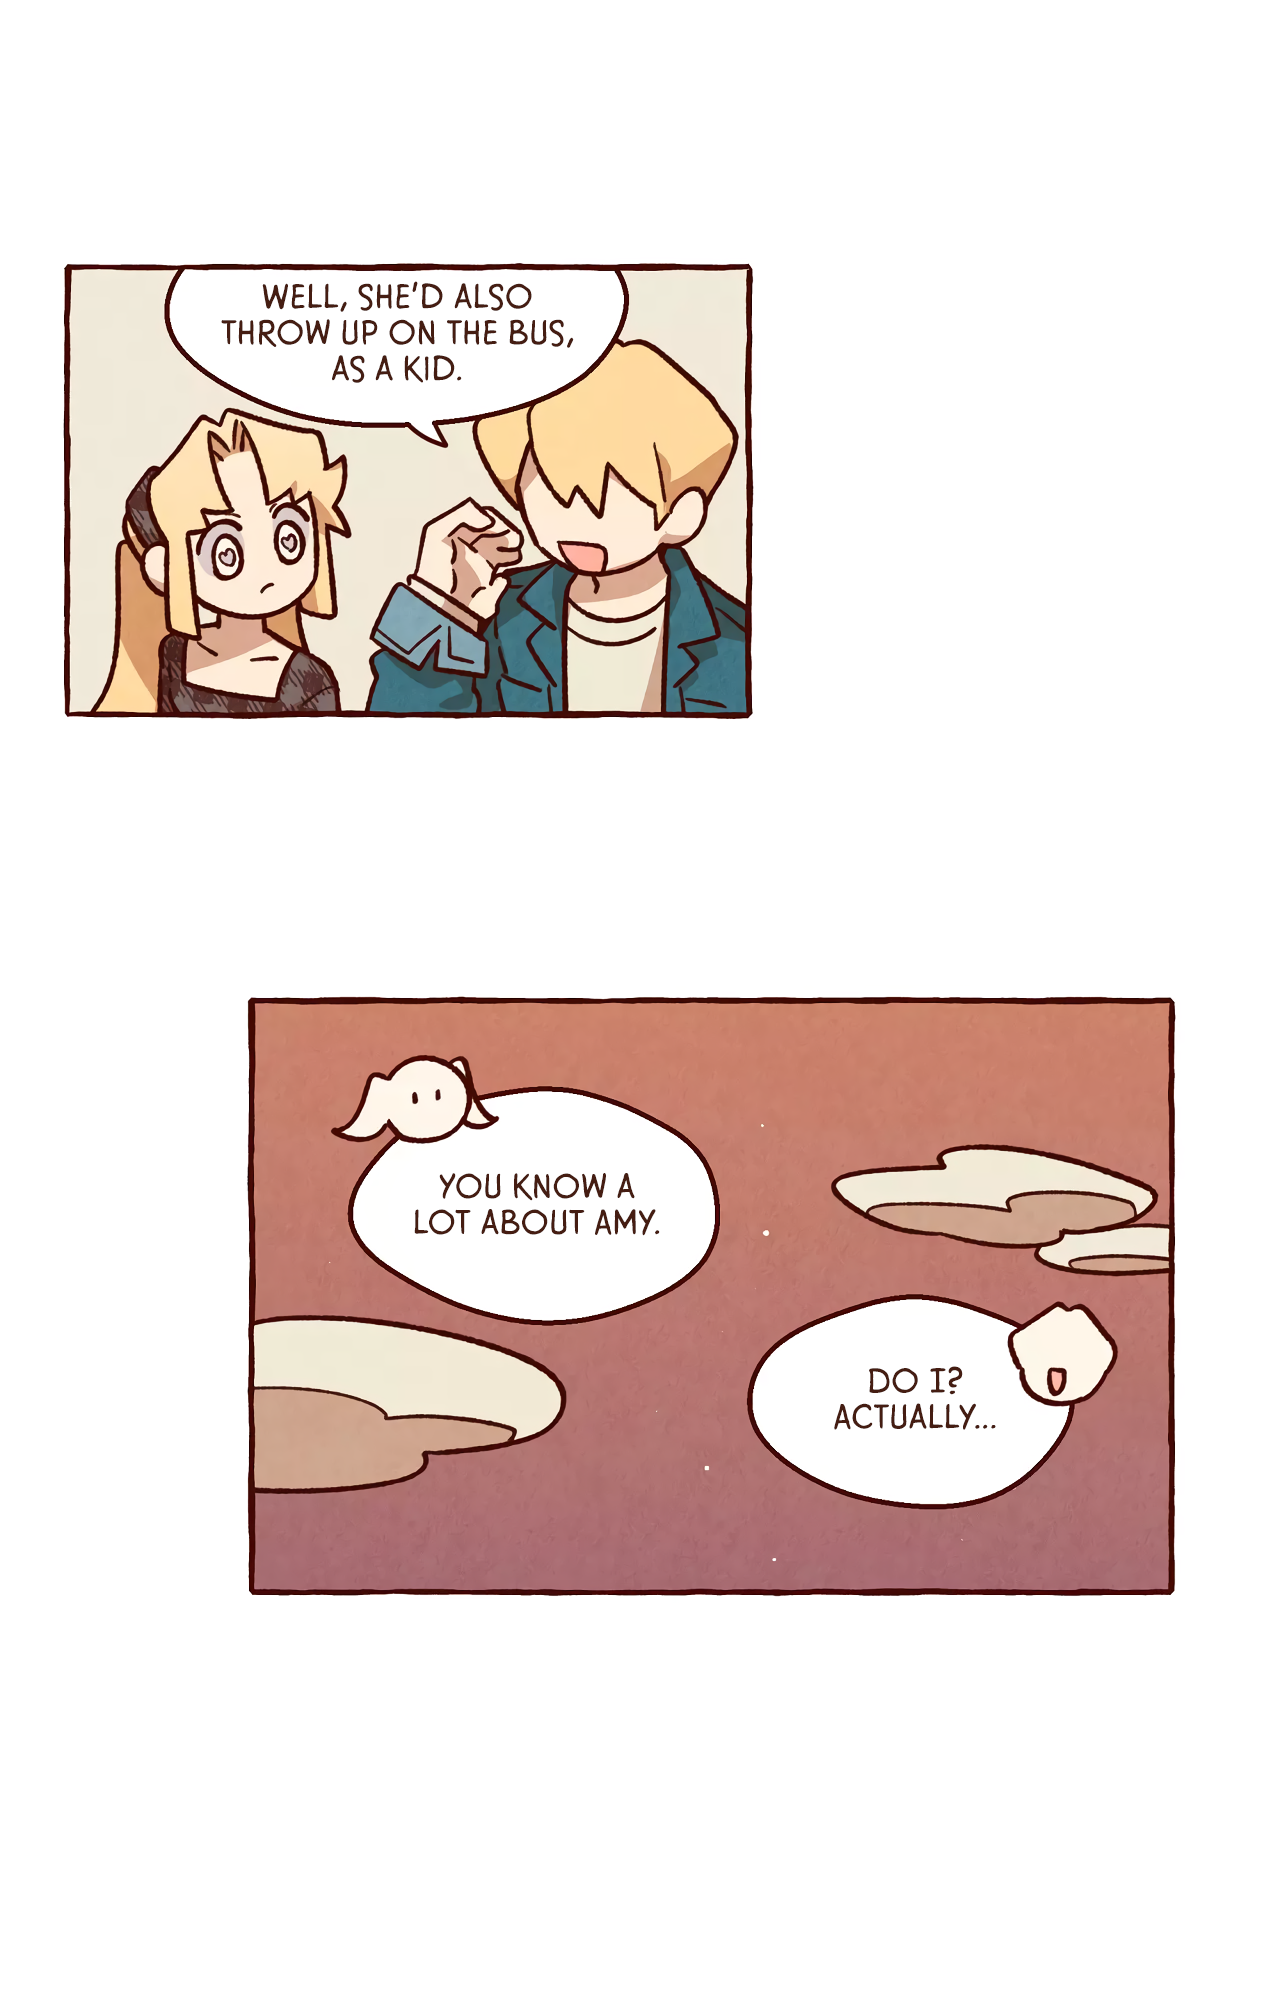 WELL, SHE'D ALSO
THROW UP ON THE BUS,
AS A KID.
YOU KNOW A
LOT ABOUT AMY.
DO I?
ACTUALLY...